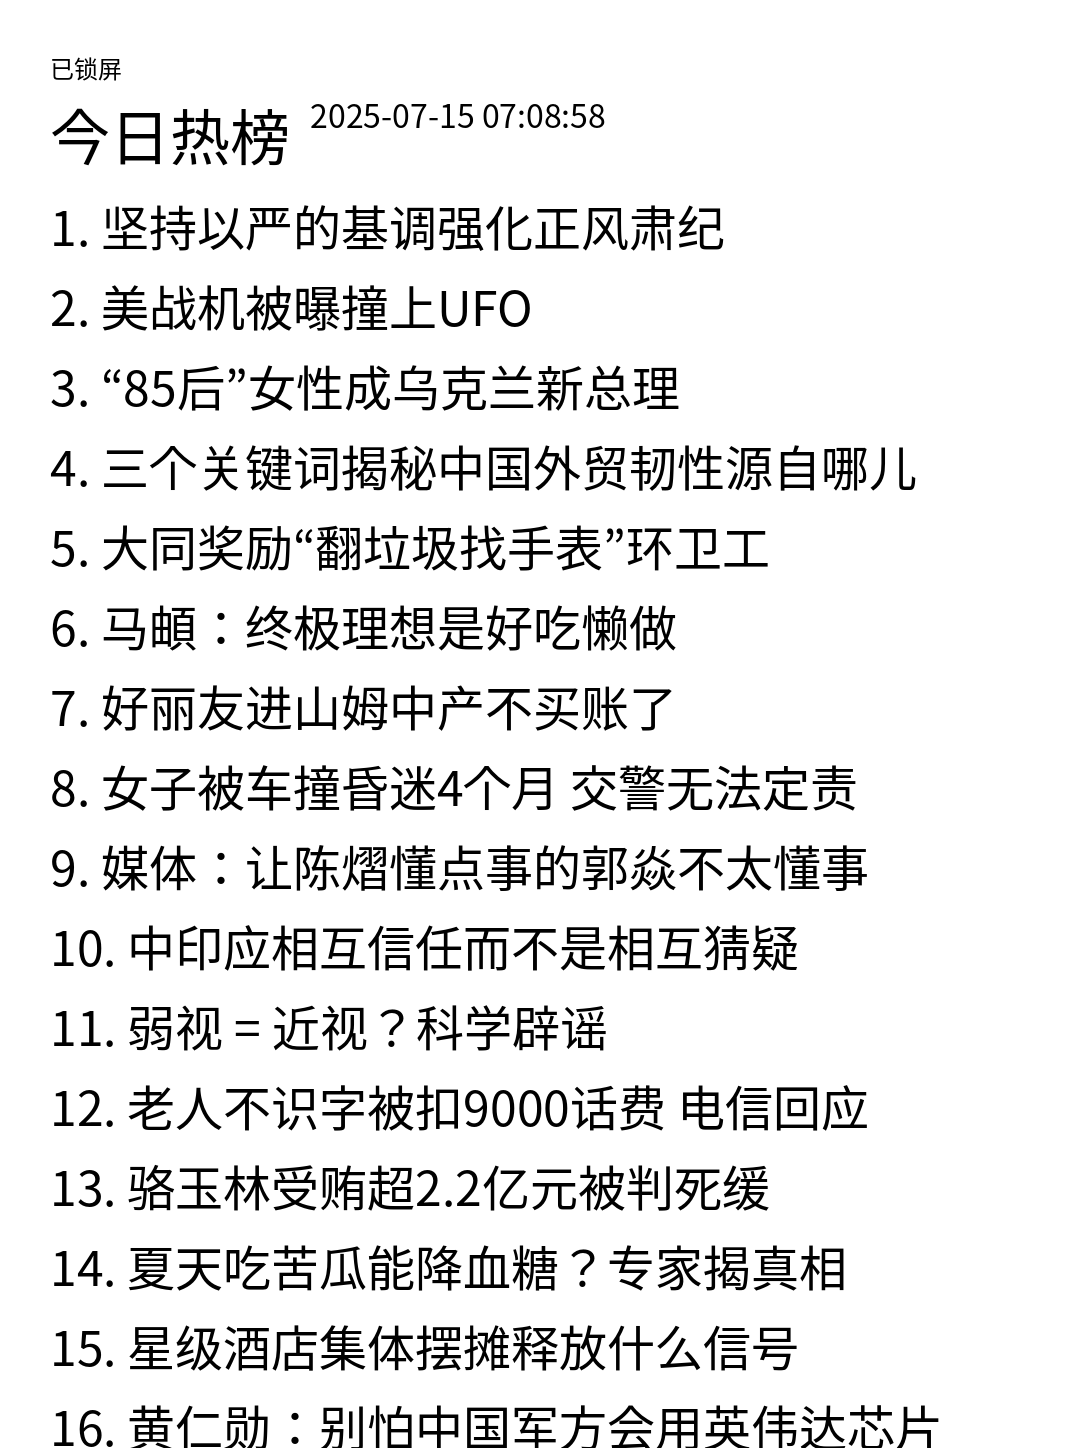 已锁屏
今日热榜 2025-07-15 07:08:58
1. 坚持以严的基调强化正风肃纪
2. 美战机被曝撞上UFO
3. “85后”女性成乌克兰新总理
4. 三个关键词揭秘中国外贸韧性源自哪儿
5. 大同奖励“翻垃圾找手表”环卫工
6. 马頔：终极理想是好吃懒做
7. 好丽友进山姆中产不买账了
8. 女子被车撞昏迷4个月 交警无法定责
9. 媒体：让陈熠懂点事的郭焱不太懂事
10. 中印应相互信任而不是相互猜疑
11. 弱视 = 近视？科学辟谣
12. 老人不识字被扣9000话费 电信回应
13. 骆玉林受贿超2.2亿元被判死缓
14. 夏天吃苦瓜能降血糖？专家揭真相
15. 星级酒店集体摆摊释放什么信号
16. 黄仁勋：别怕中国军方会用英伟达芯片